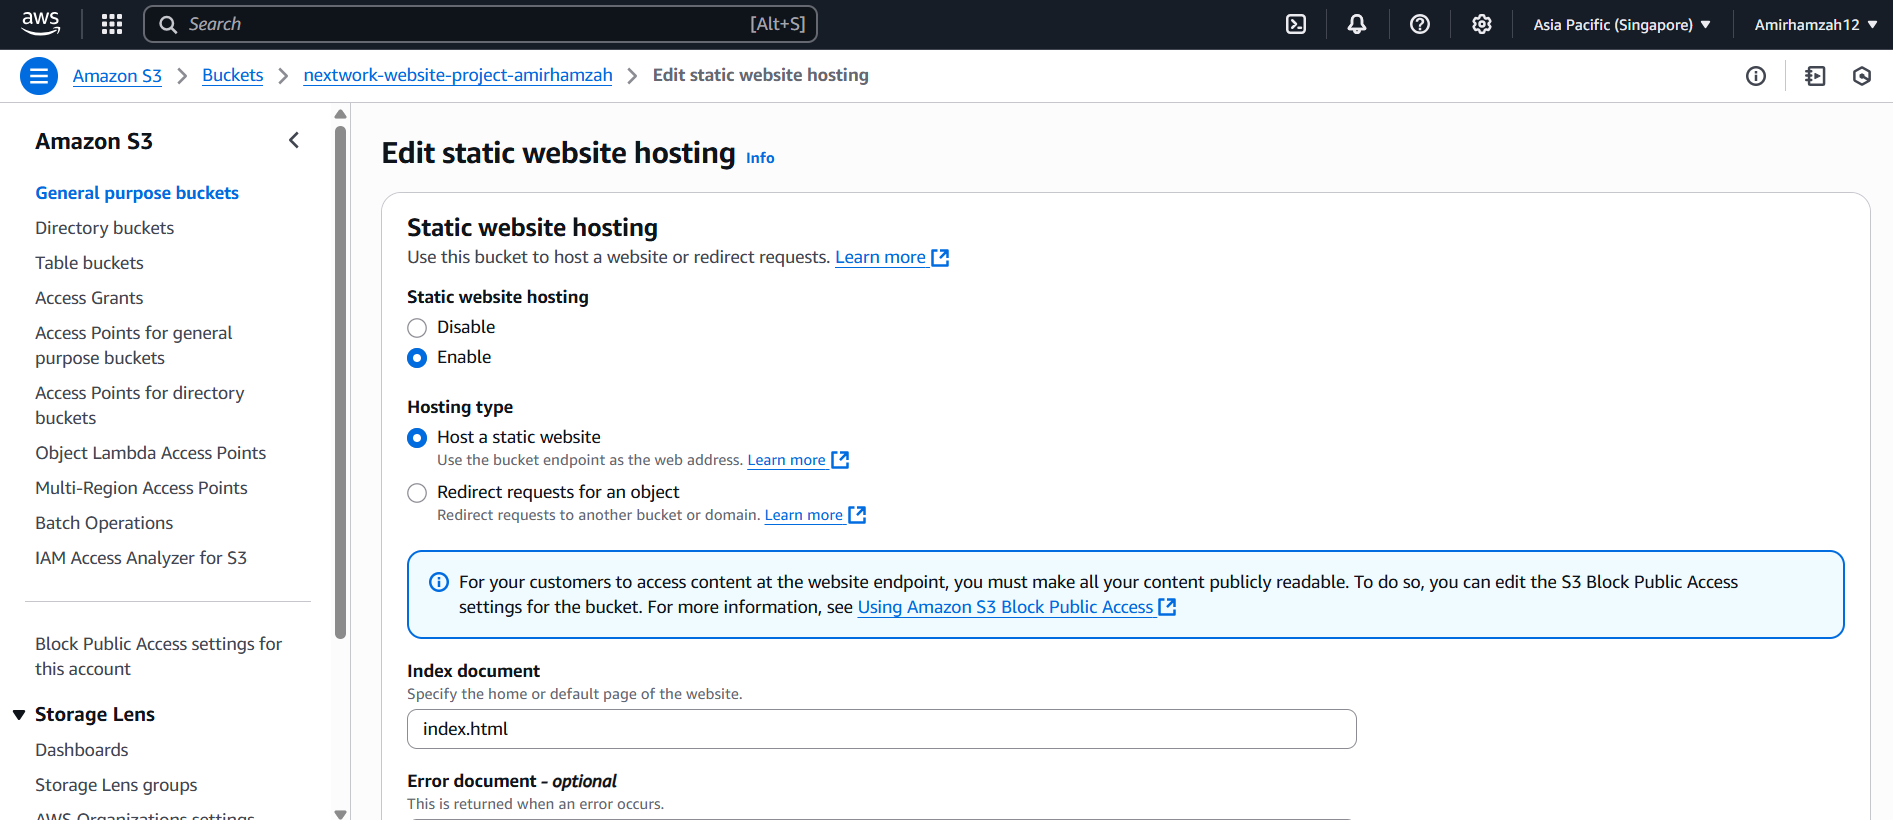 aws
Search
[Alt+S]
Asia Pacific (Singapore)
Amirhamzah12
Amazon S3
Buckets
nextwork-website-project-amirhamzah
Edit static website hosting
Amazon S3
General purpose buckets
Directory buckets
Table buckets
Access Grants
Access Points for general
purpose buckets
Access Points for directory
buckets
Object Lambda Access Points
Multi-Region Access Points
Batch Operations
IAM Access Analyzer for S3
Block Public Access settings for
this account
Storage Lens
Dashboards
Storage Lens groups
AWS Organizations settings
Edit static website hosting Info
Static website hosting
Use this bucket to host a website or redirect requests. Learn more
Static website hosting
Disable
Enable
Hosting type
Host a static website
Use the bucket endpoint as the web address. Learn more
Redirect requests for an object
Redirect requests to another bucket or domain. Learn more
For your customers to access content at the website endpoint, you must make all your content publicly readable. To do so, you can edit the S3 Block Public Access
settings for the bucket. For more information, see Using Amazon S3 Block Public Access
Index document
Specify the home or default page of the website.
index.html
Error document - optional
This is returned when an error occurs.